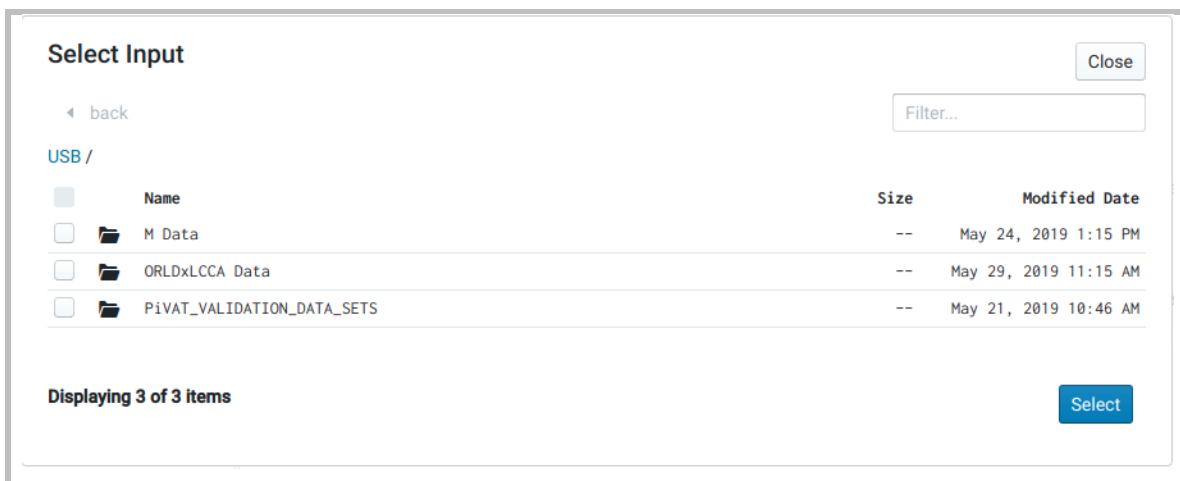 Select Input
Close
back
Filter...
USB /
Name Size Modified Date
M Data -- May 24, 2019 1:15 PM
ORLDxLCCA Data -- May 29, 2019 11:15 AM
PiVAT_VALIDATION_DATA_SETS -- May 21, 2019 10:46 AM
Displaying 3 of 3 items
Select